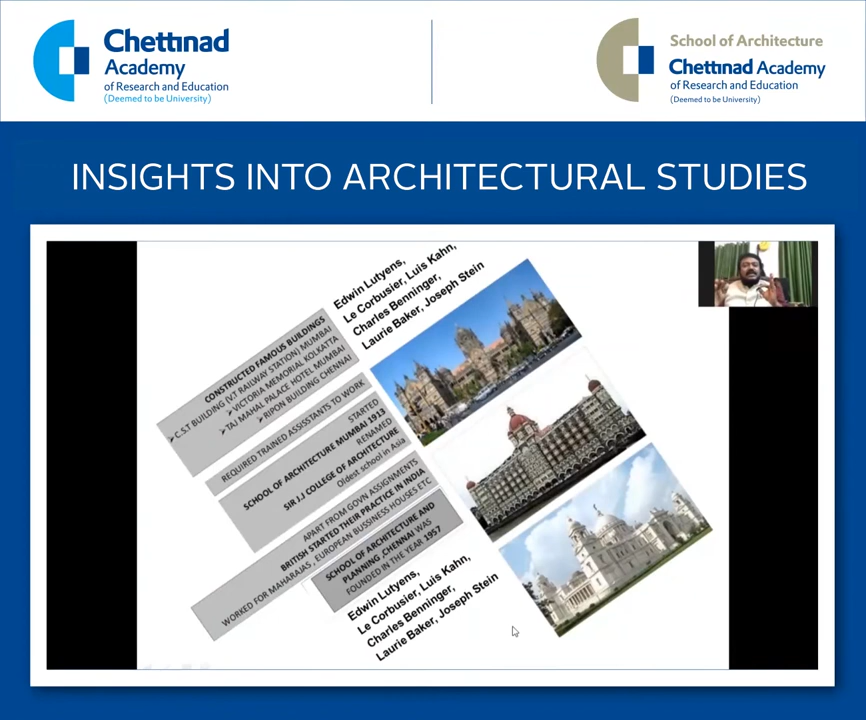 Chettinad
Academy
of Research and Education
(Deemed to be University)
School of Architecture
Chettinad Academy
of Research and Education
(Deemed to be University)
INSIGHTS INTO ARCHITECTURAL STUDIES
Edwin Lutyens,
Le Corbusier, Luis Kahn,
Charles Benninger,
Laurie Baker, Joseph Stein
CONSTRUCTED FAMOUS BUILDINGS
➢C.S.T BUILDING (V.T RAILWAY STATION) MUMBAI
➢VICTORIA MEMORIAL KOLKATTA
➢TAJ MAHAL PALACE HOTEL MUMBAI
➢RIPON BUILDING CHENNAI
REQUIRED TRAINED ASSISTANTS TO WORK
STARTED
SCHOOL OF ARCHITECTURE MUMBAI 1913
RENAMED
SIR J.J COLLEGE OF ARCHITECTURE
Oldest school in Asia
APART FROM GOVN ASSIGNMENTS
BRITISH STARTED THEIR PRACTICE IN INDIA
WORKED FOR MAHARAJAS, EUROPEAN BUSSINESS HOUSES ETC
SCHOOL OF ARCHITECTURE AND
PLANNING ,CHENNAI WAS
FOUNDED IN THE YEAR 1957
Edwin Lutyens,
Le Corbusier, Luis Kahn,
Charles Benninger,
Laurie Baker, Joseph Stein